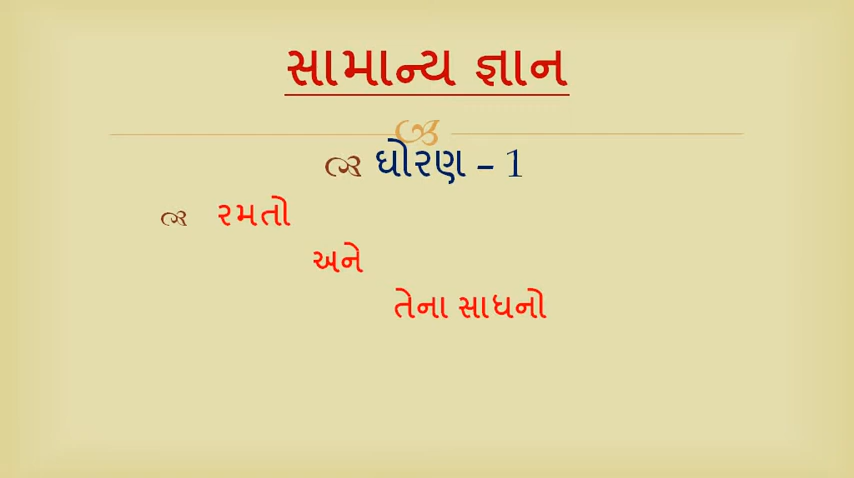 સામાન્ય જ્ઞાન
ધોરણ – 1
રમતો
અને
તેના સાધનો